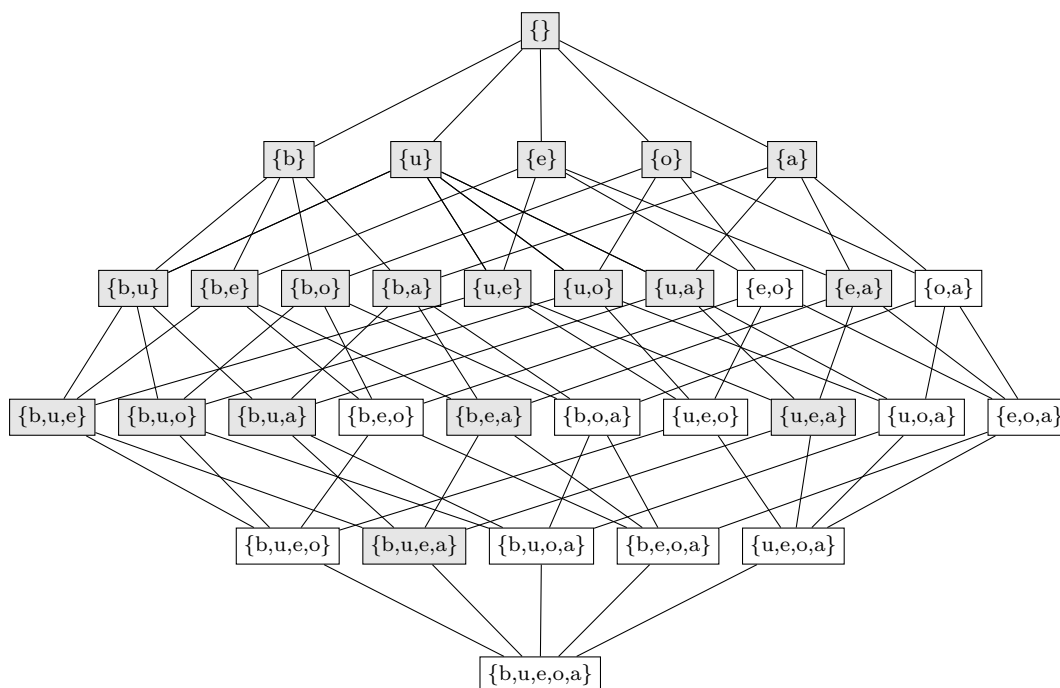 {}
{b} {u} {e} {o} {a}
{b,u} {b,e} {b,o} {b,a} {u,e} {u,o} {u,a} {e,o} {e,a} {o,a}
{b,u,e} {b,u,o} {b,u,a} {b,e,o} {b,e,a} {b,o,a} {u,e,o} {u,e,a} {u,o,a} {e,o,a}
{b,u,e,o} {b,u,e,a} {b,u,o,a} {b,e,o,a} {u,e,o,a}
{b,u,e,o,a}